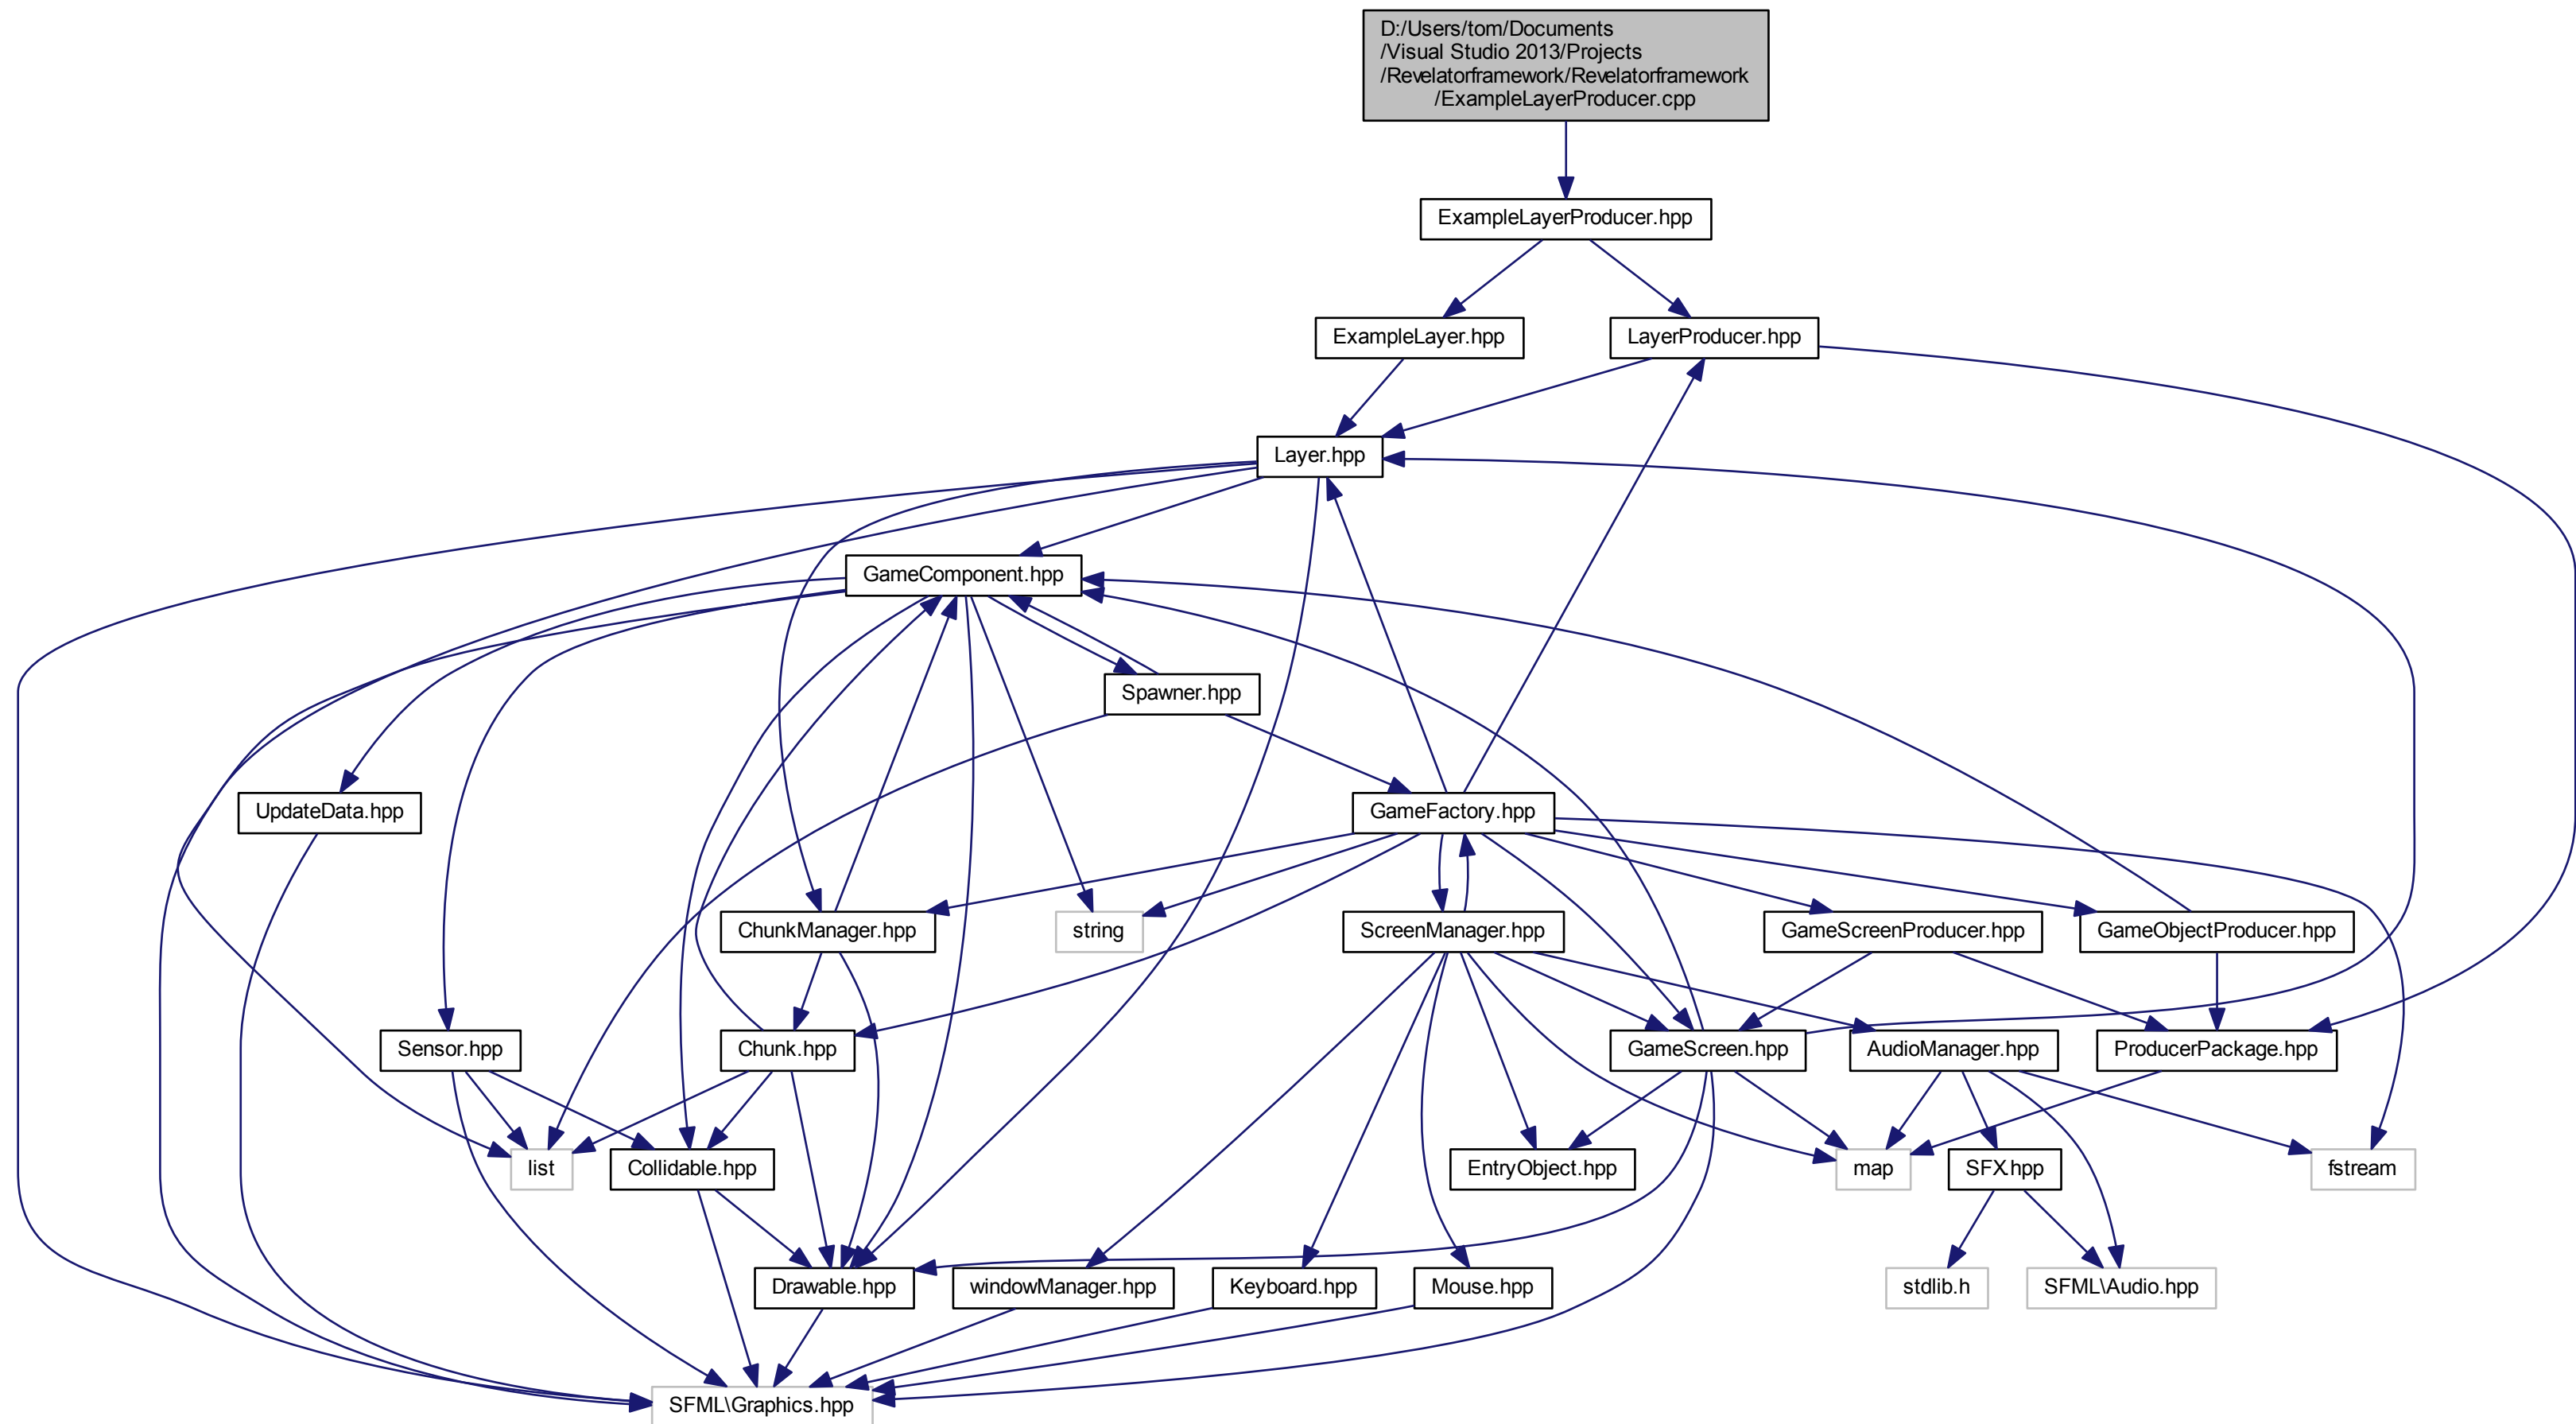 D:/Users/tom/Documents
/Visual Studio 2013/Projects
/Revelatorframework/Revelatorframework
/ExampleLayerProducer.cpp
ExampleLayerProducer.hpp
ExampleLayer.hpp
LayerProducer.hpp
Layer.hpp
GameComponent.hpp
Spawner.hpp
UpdateData.hpp
GameFactory.hpp
ChunkManager.hpp
string
ScreenManager.hpp
GameScreenProducer.hpp
GameObjectProducer.hpp
Sensor.hpp
Chunk.hpp
GameScreen.hpp
AudioManager.hpp
ProducerPackage.hpp
list
Collidable.hpp
EntryObject.hpp
map
SFX.hpp
fstream
Drawable.hpp
windowManager.hpp
Keyboard.hpp
Mouse.hpp
stdlib.h
SFML\Audio.hpp
SFML\Graphics.hpp